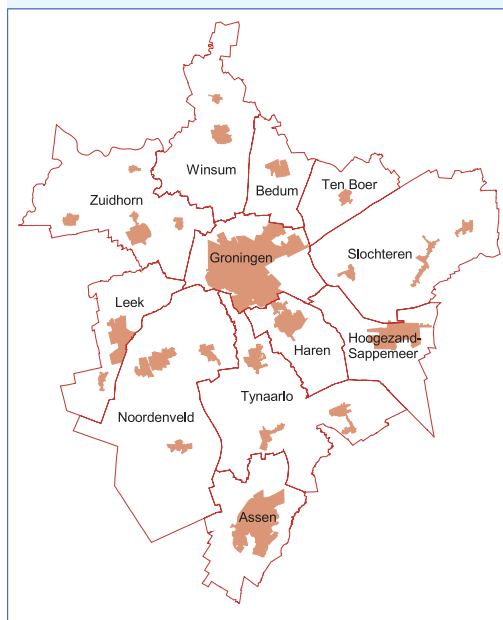 Winsum
Bedum
Ten Boer
Zuidhorn
Slochteren
Groningen
Leek
Haren
Hoogezand-
Sappemeer
Noordenveld
Tynaarlo
Assen